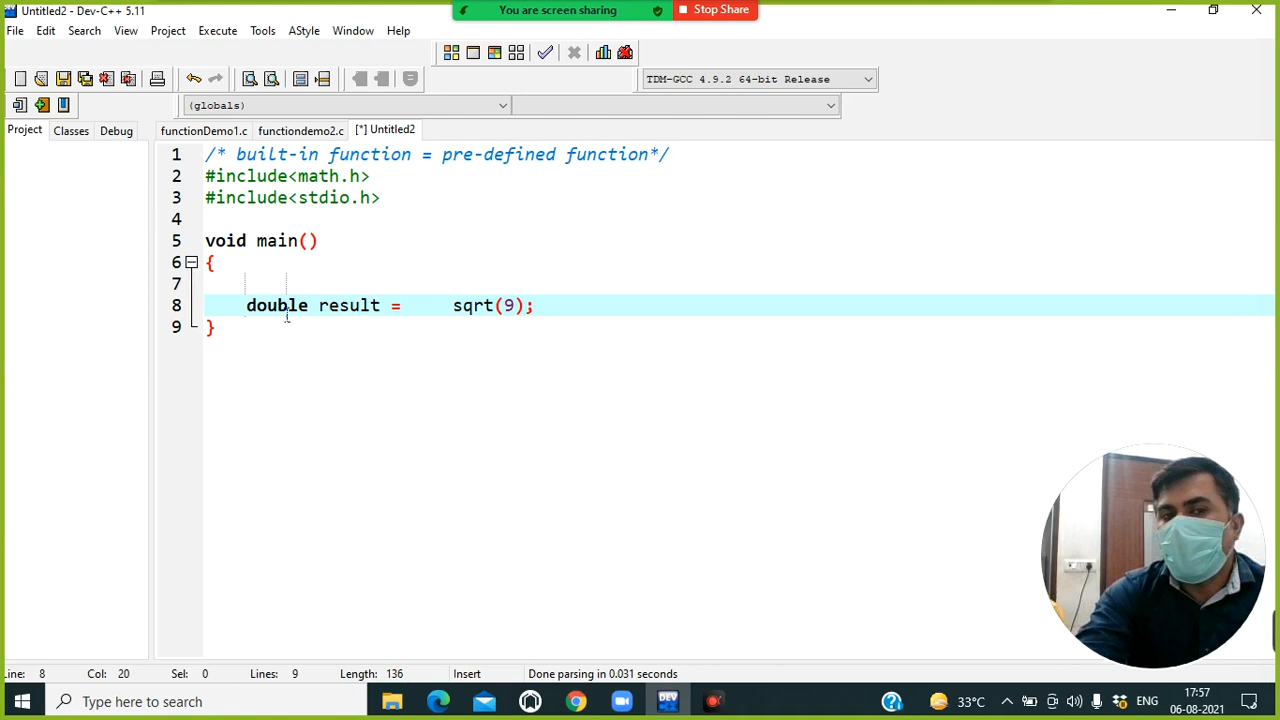 Untitled2 - Dev-C++ 5.11
You are screen sharing
Stop Share
File Edit Search View Project Execute Tools AStyle Window Help
TDM-GCC 4.9.2 64-bit Release
(globals)
Project Classes Debug
functionDemo1.c functiondemo2.c [*] Untitled2
1 /* built-in function = pre-defined function*/
2 #include<math.h>
3 #include<stdio.h>
4
5 void main()
6 {
7
8 double result = sqrt(9);
9 }
Line: 8 Col: 20 Sel: 0 Lines: 9 Length: 136 Insert Done parsing in 0.031 seconds
Type here to search
DEV
33°C
ENG
17:57
06-08-2021